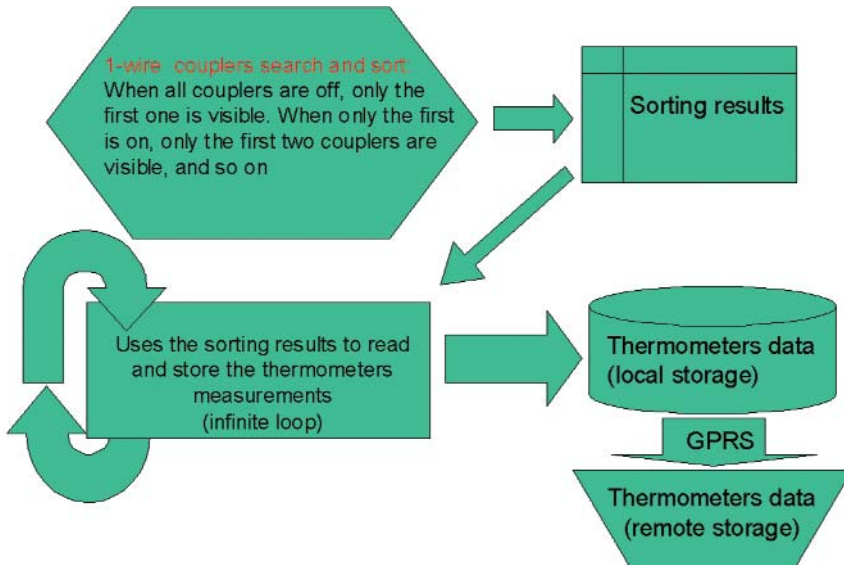 1-wire couplers search and sort:
When all couplers are off, only the
first one is visible. When only the first
is on, only the first two couplers are
visible, and so on
Sorting results
Uses the sorting results to read
and store the thermometers
measurements
(infinite loop)
Thermometers data
(local storage)
GPRS
Thermometers data
(remote storage)